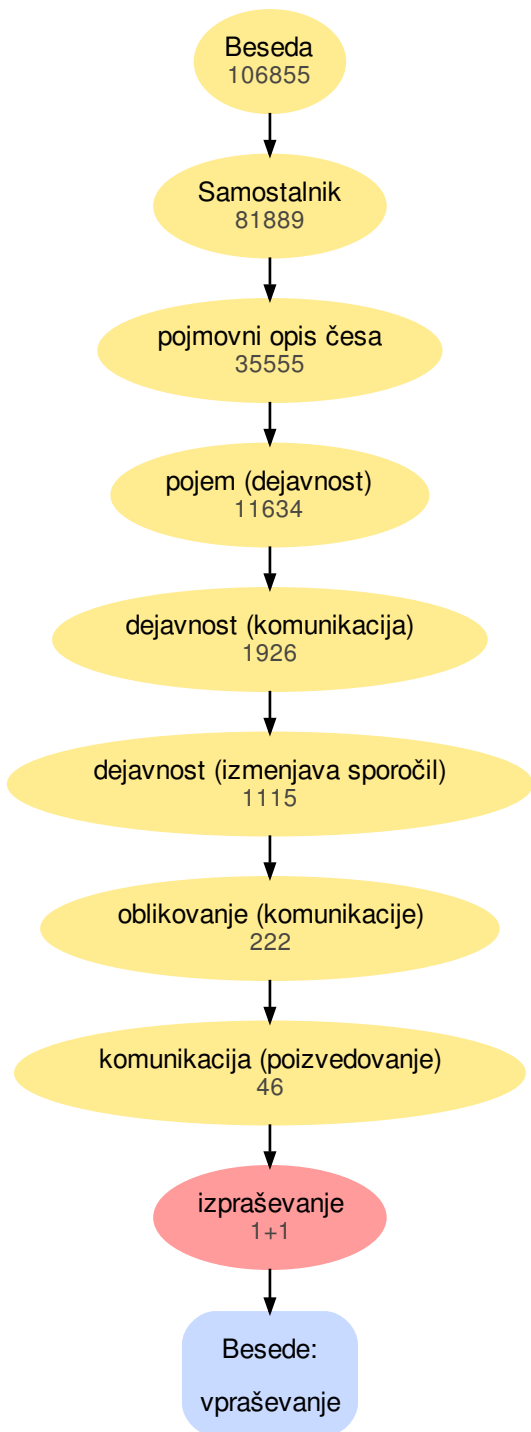 Beseda
106855
Samostalnik
81889
pojmovni opis česa
35555
pojem (dejavnost)
11634
dejavnost (komunikacija)
1926
dejavnost (izmenjava sporočil)
1115
oblikovanje (komunikacije)
222
komunikacija (poizvedovanje)
46
izpraševanje
1+1
Besede:
vpraševanje